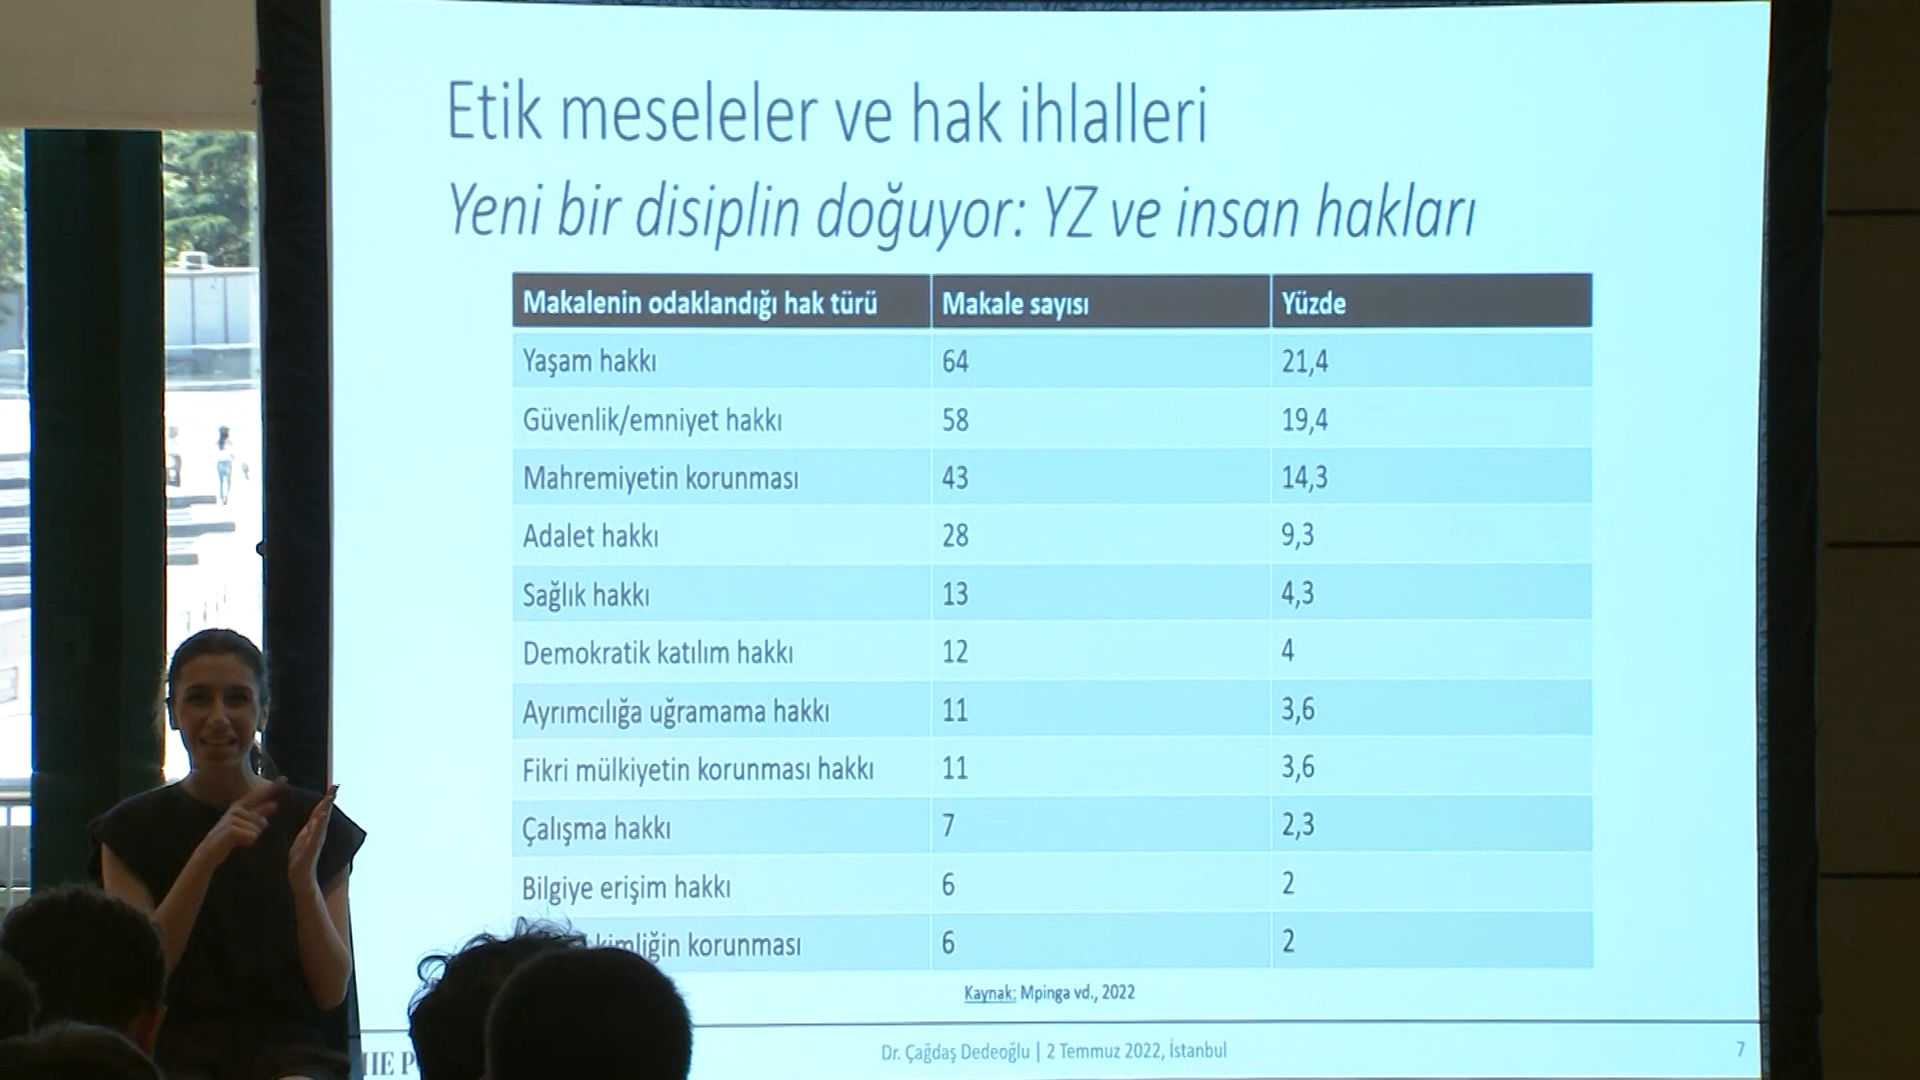 Etik meseleler ve hak ihlalleri
Yeni bir disiplin doğuyor: YZ ve insan hakları
Makalenin odaklandığı hak türü Makale sayısı Yüzde
Yaşam hakkı 64 21,4
Güvenlik/emniyet hakkı 58 19,4
Mahremiyetin korunması 43 14,3
Adalet hakkı 28 9,3
Sağlık hakkı 13 4,3
Demokratik katılım hakkı 12 4
Ayrımcılığa uğramama hakkı 11 3,6
Fikri mülkiyetin korunması hakkı 11 3,6
Çalışma hakkı 7 2,3
Bilgiye erişim hakkı 6 2
kimliğin korunması 6 2
Kaynak: Mpinga vd., 2022
Dr. Çağdaş Dedeoğlu | 2 Temmuz 2022, İstanbul 7